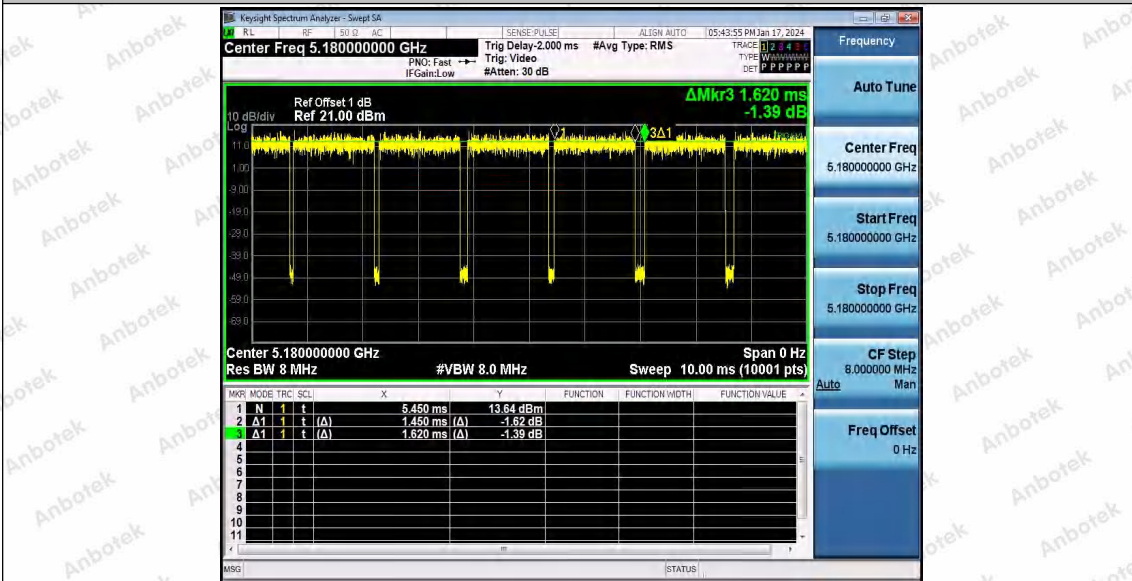 Keysight Spectrum Analyzer - Swept SA
RL RF 50 Ω AC SENSE:PULSE ALIGN AUTO 05:43:55 PM Jan 17, 2024
Center Freq 5.180000000 GHz
PNO: Fast
IFGain:Low
Trig Delay-2.000 ms
Trig: Video
#Atten: 30 dB
#Avg Type: RMS
TRACE 1 2 3 4 5 6
TYPE WWWWWW
DET P P P P P P
Frequency
Auto Tune
Center Freq
5.180000000 GHz
Start Freq
5.180000000 GHz
Stop Freq
5.180000000 GHz
CF Step
8.000000 MHz
Auto Man
Freq Offset
0 Hz
ΔMkr3 1.620 ms
-1.39 dB
Ref Offset 1 dB
10 dB/div Ref 21.00 dBm
Log
11.0
1.00
-9.00
-19.0
-29.0
-39.0
-49.0
-59.0
-69.0
1
3Δ1
Center 5.180000000 GHz Span 0 Hz
Res BW 8 MHz #VBW 8.0 MHz Sweep 10.00 ms (10001 pts)
MKR MODE TRC SCL X Y FUNCTION FUNCTION WIDTH FUNCTION VALUE
1 N 1 t 5.450 ms 13.64 dBm
2 Δ1 1 t (Δ) 1.450 ms (Δ) -1.62 dB
3 Δ1 1 t (Δ) 1.620 ms (Δ) -1.39 dB
4
5
6
7
8
9
10
11
MSG STATUS
Anbotek